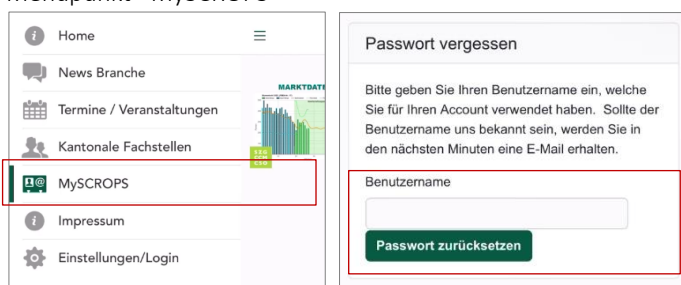 Home
News Branche
MARKTDATE
Termine / Veranstaltungen
Kantonale Fachstellen
MySCROPS
Impressum
Einstellungen/Login
Passwort vergessen
Bitte geben Sie Ihren Benutzername ein, welche
Sie für Ihren Account verwendet haben. Sollte der
Benutzername uns bekannt sein, werden Sie in
den nächsten Minuten eine E-Mail erhalten.
Benutzername
Passwort zurücksetzen